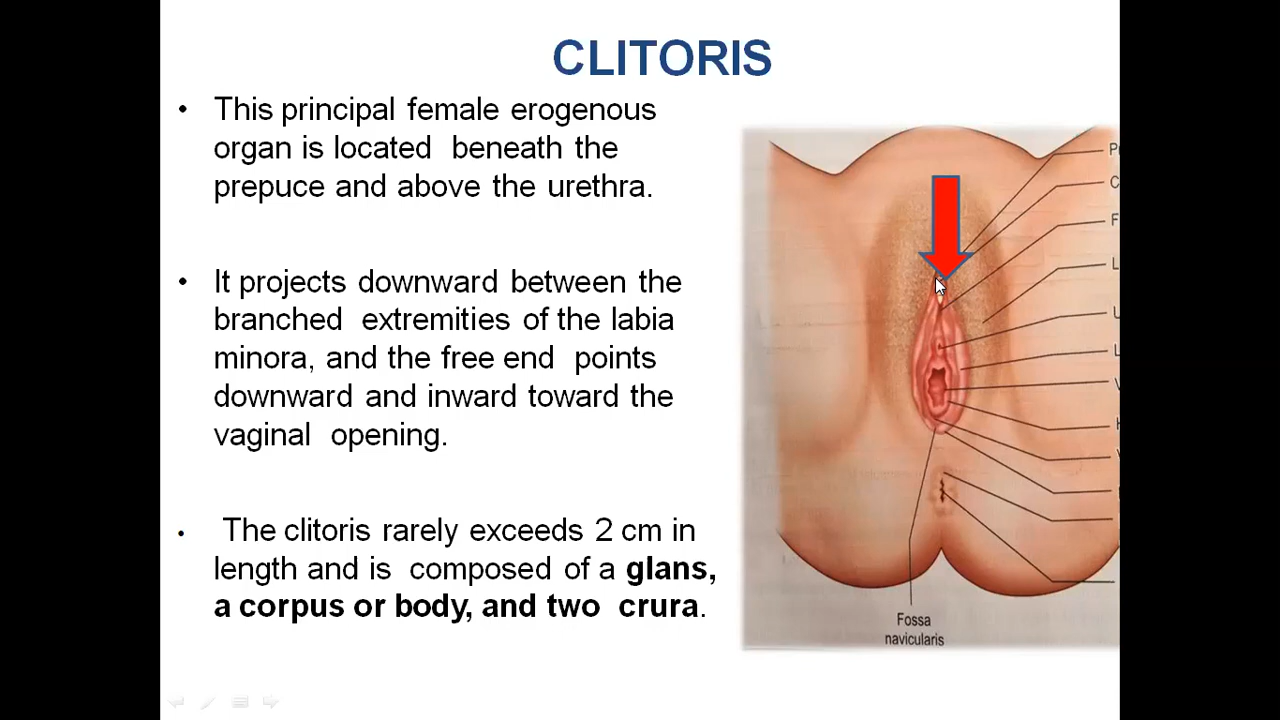 CLITORIS
• This principal female erogenous
organ is located beneath the
prepuce and above the urethra.
• It projects downward between the
branched extremities of the labia
minora, and the free end points
downward and inward toward the
vaginal opening.
• The clitoris rarely exceeds 2 cm in
length and is composed of a glans,
a corpus or body, and two crura.
Fossa
navicularis